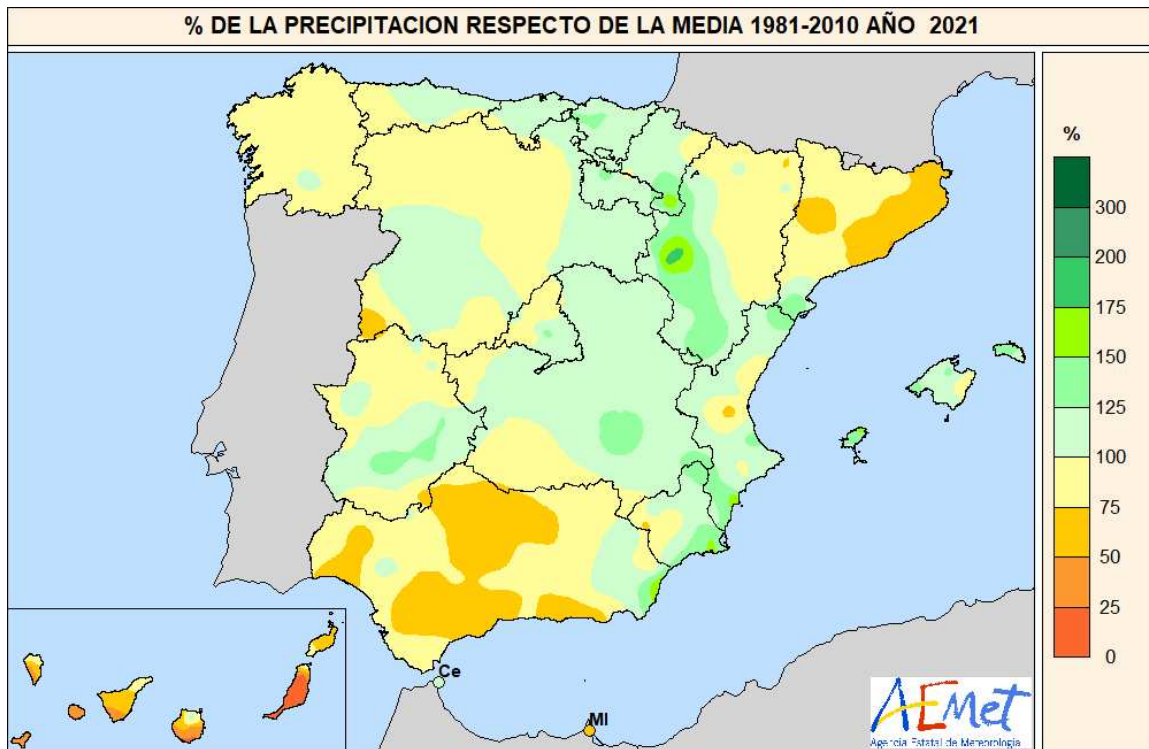 % DE LA PRECIPITACION RESPECTO DE LA MEDIA 1981-2010 AÑO 2021
%
300
200
175
150
125
100
75
50
25
0
Ce
Ml
AEMet
Agencia Estatal de Meteorología